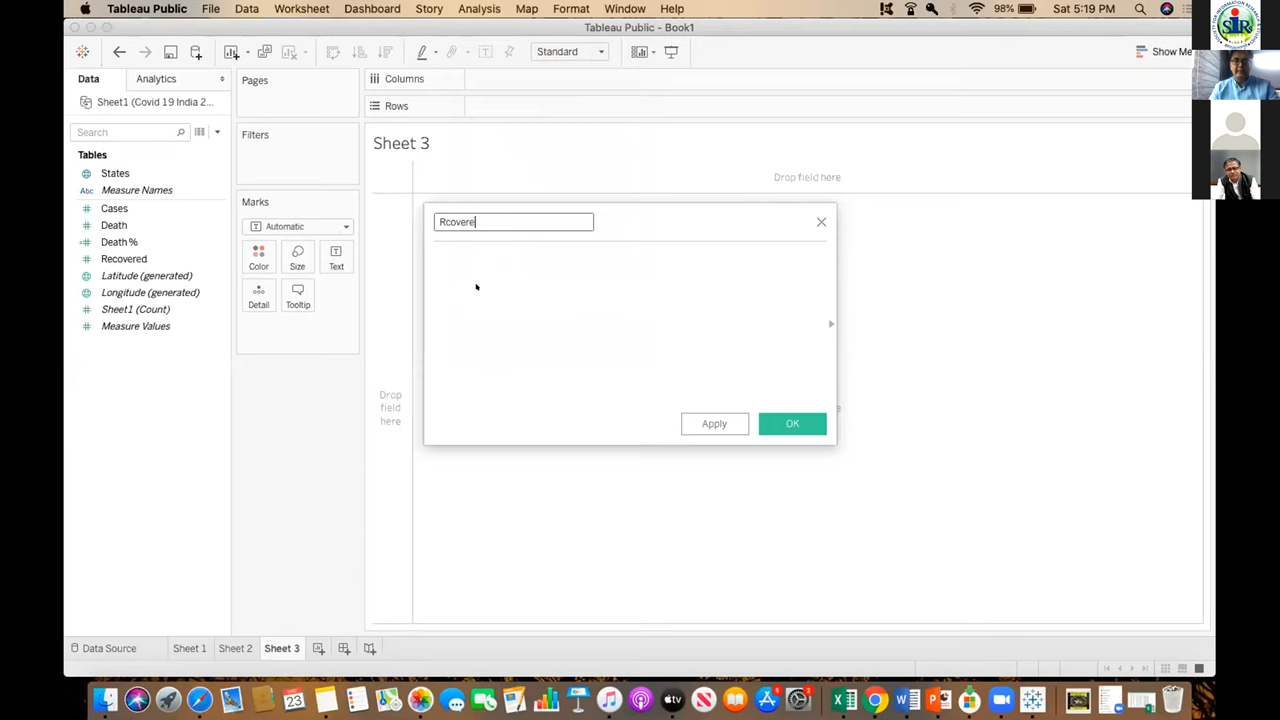 Tableau Public File Data Worksheet Dashboard Story Analysis Map Format Window Help 98% Sat 5:19 PM
Tableau Public - Book1
Standard Show Me
Data Analytics Pages Columns
Sheet1 (Covid 19 India 2... Rows
Search
Filters
Tables
Sheet 3
States
Abc Measure Names
Drop field here
Cases
Marks
Death
Automatic
Rcovere
Death %
Recovered
Color Size Text
Latitude (generated)
Longitude (generated)
Detail Tooltip
Sheet1 (Count)
Measure Values
Drop
field
here
Apply OK
Data Source Sheet 1 Sheet 2 Sheet 3